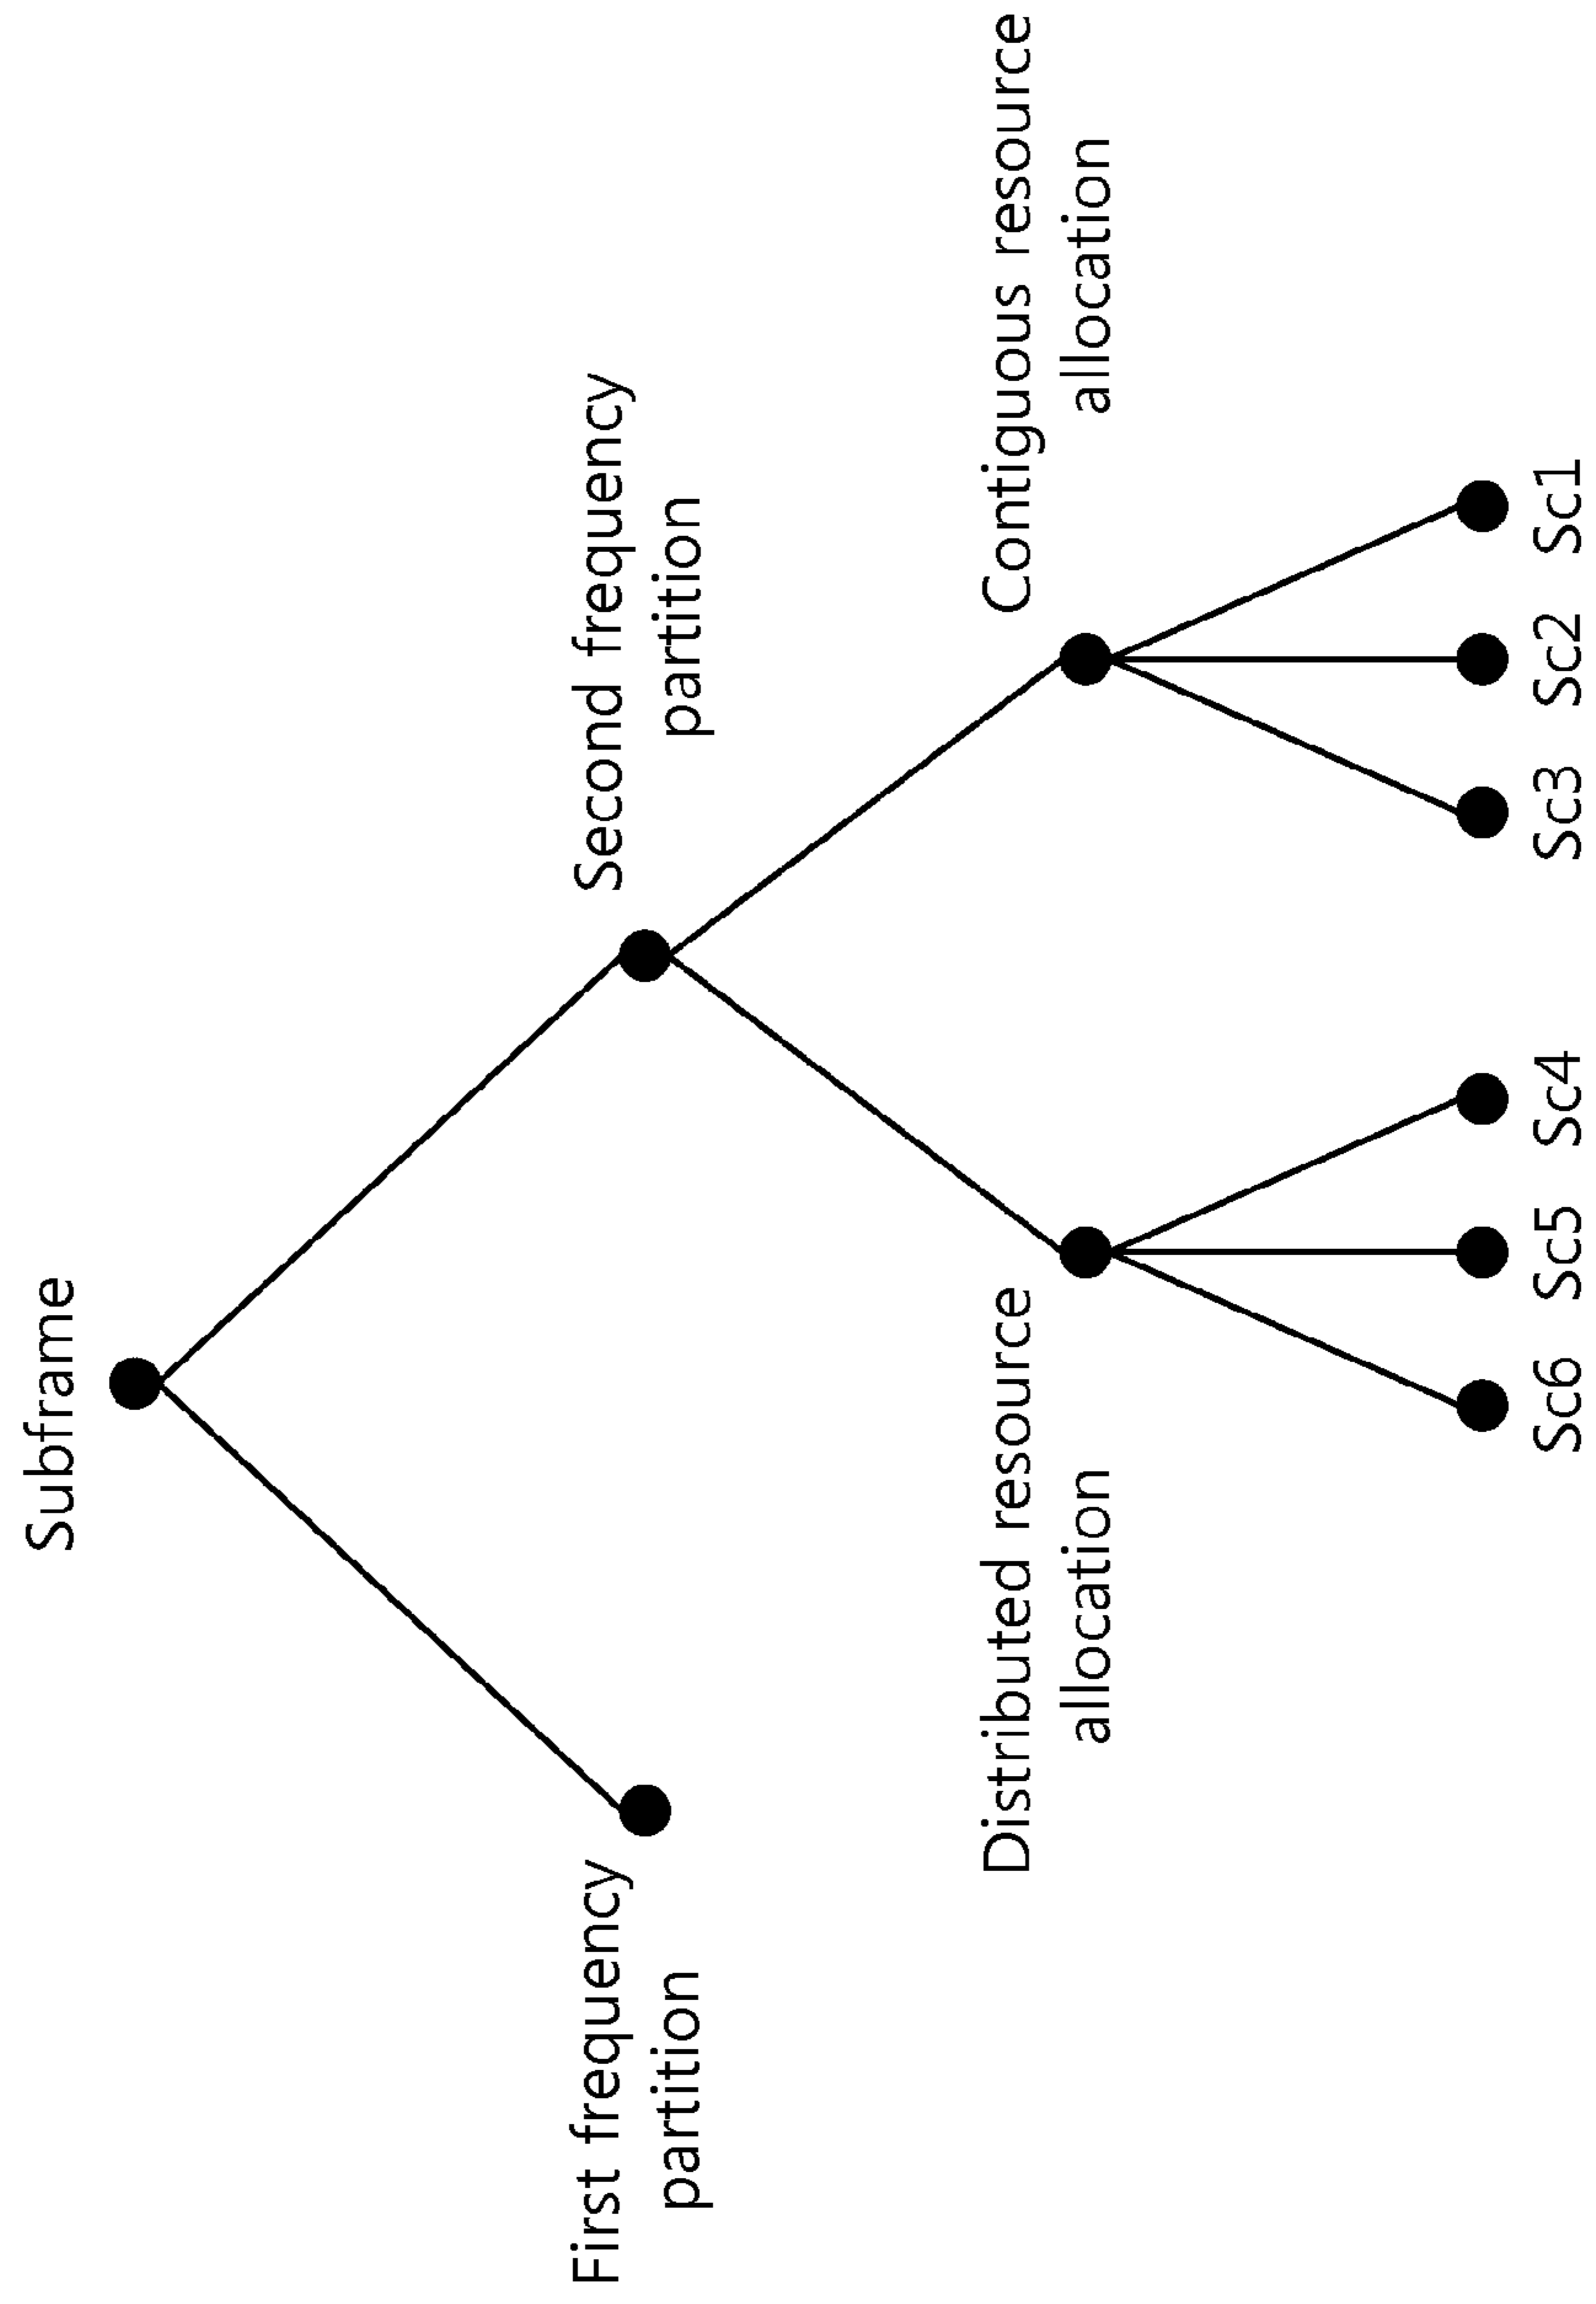 Subframe
First frequency
partition
Second frequency
partition
Distributed resource
allocation
Contiguous resource
allocation
Sc6
Sc5
Sc4
Sc3
Sc2
Sc1